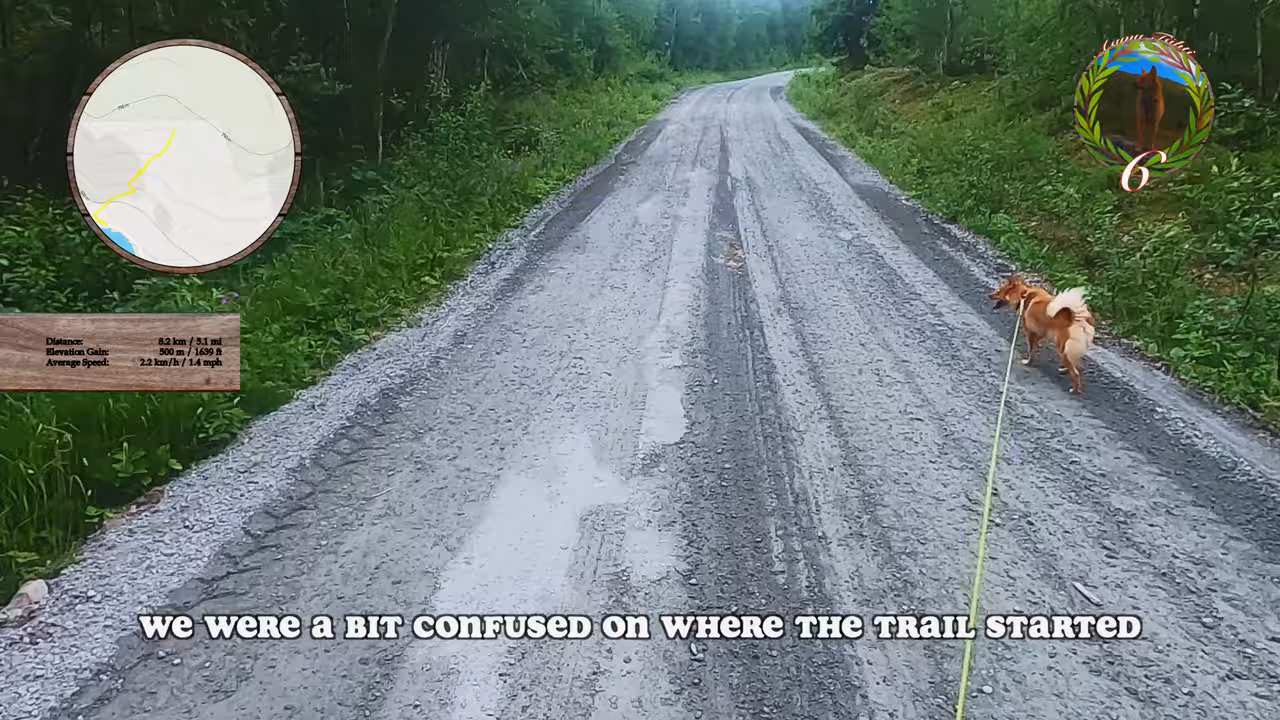 Distance: 8.2 km / 5.1 mi
Elevation Gain: 500 m / 1639 ft
Average Speed: 2.2 km/h / 1.4 mph
6
WE WERE A BIT CONFUSED ON WHERE THE TRAIL STARTED